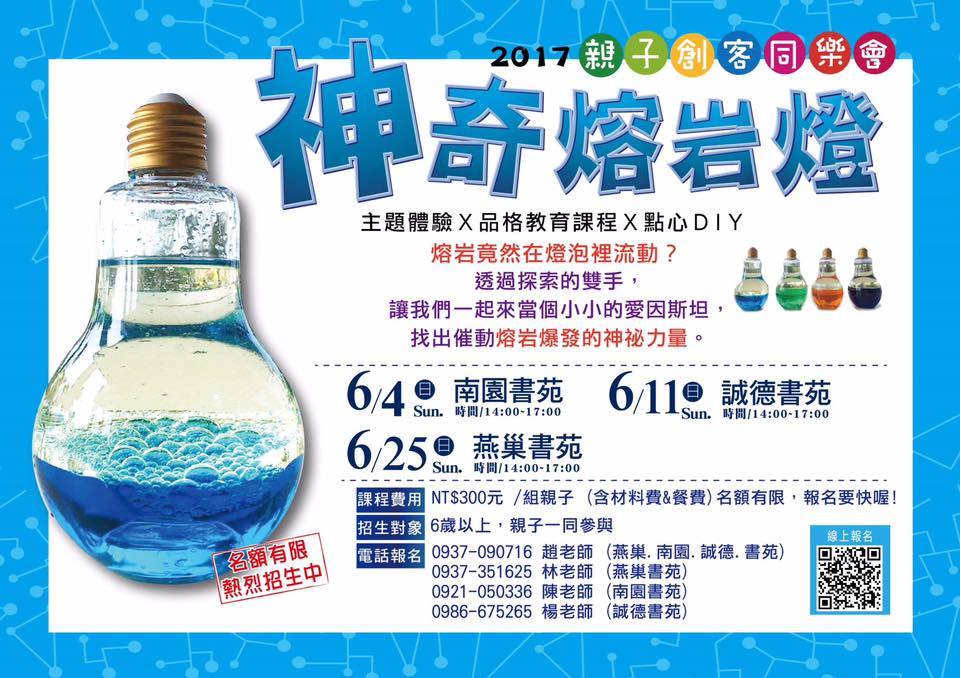 2017 親子創客同樂會
神奇熔岩燈
主題體驗X品格教育課程X點心DIY
熔岩竟然在燈泡裡流動？
透過探索的雙手，
讓我們一起來當個小小的愛因斯坦，
找出催動熔岩爆發的神祕力量。
6/4 日 Sun. 南園書苑 時間/14:00~17:00
6/11 日 Sun. 誠德書苑 時間/14:00~17:00
6/25 日 Sun. 燕巢書苑 時間/14:00~17:00
課程費用 NT$300元 /組親子 (含材料費&餐費)名額有限，報名要快喔!
招生對象 6歲以上，親子一同參與
電話報名 0937-090716 趙老師 (燕巢.南園.誠德.書苑)
0937-351625 林老師 (燕巢書苑)
0921-050336 陳老師 (南園書苑)
0986-675265 楊老師 (誠德書苑)
線上報名
名額有限
熱烈招生中